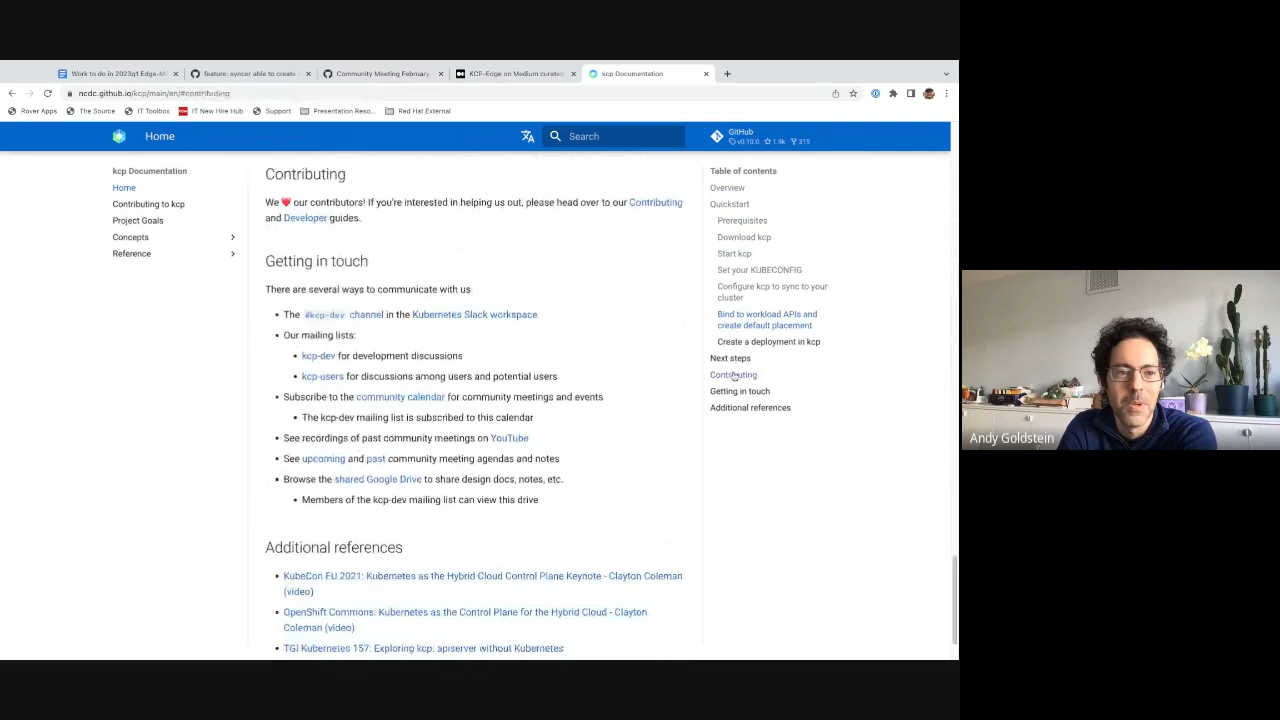 Work to do in 2023q1 Edge-M
feature: syncer able to create
Community Meeting February
KCP-Edge on Medium curated
kcp Documentation
ncdc.github.io/kcp/main/en/#contributing
Rover Apps
The Source
IT Toolbox
IT New Hire Hub
Support
Presentation Reso...
Red Hat External
Home
Search
GitHub
v0.10.0 1.9k 315
kcp Documentation
Home
Contributing to kcp
Project Goals
Concepts
Reference
Contributing
We our contributors! If you're interested in helping us out, please head over to our Contributing
and Developer guides.
Getting in touch
There are several ways to communicate with us
The #kcp-dev channel in the Kubernetes Slack workspace
Our mailing lists:
kcp-dev for development discussions
kcp-users for discussions among users and potential users
Subscribe to the community calendar for community meetings and events
The kcp-dev mailing list is subscribed to this calendar
See recordings of past community meetings on YouTube
See upcoming and past community meeting agendas and notes
Browse the shared Google Drive to share design docs, notes, etc.
Members of the kcp-dev mailing list can view this drive
Additional references
KubeCon EU 2021: Kubernetes as the Hybrid Cloud Control Plane Keynote - Clayton Coleman
(video)
OpenShift Commons: Kubernetes as the Control Plane for the Hybrid Cloud - Clayton
Coleman (video)
TGI Kubernetes 157: Exploring kcp: apiserver without Kubernetes
Table of contents
Overview
Quickstart
Prerequisites
Download kcp
Start kcp
Set your KUBECONFIG
Configure kcp to sync to your
cluster
Bind to workload APIs and
create default placement
Create a deployment in kcp
Next steps
Contributing
Getting in touch
Additional references
Andy Goldstein